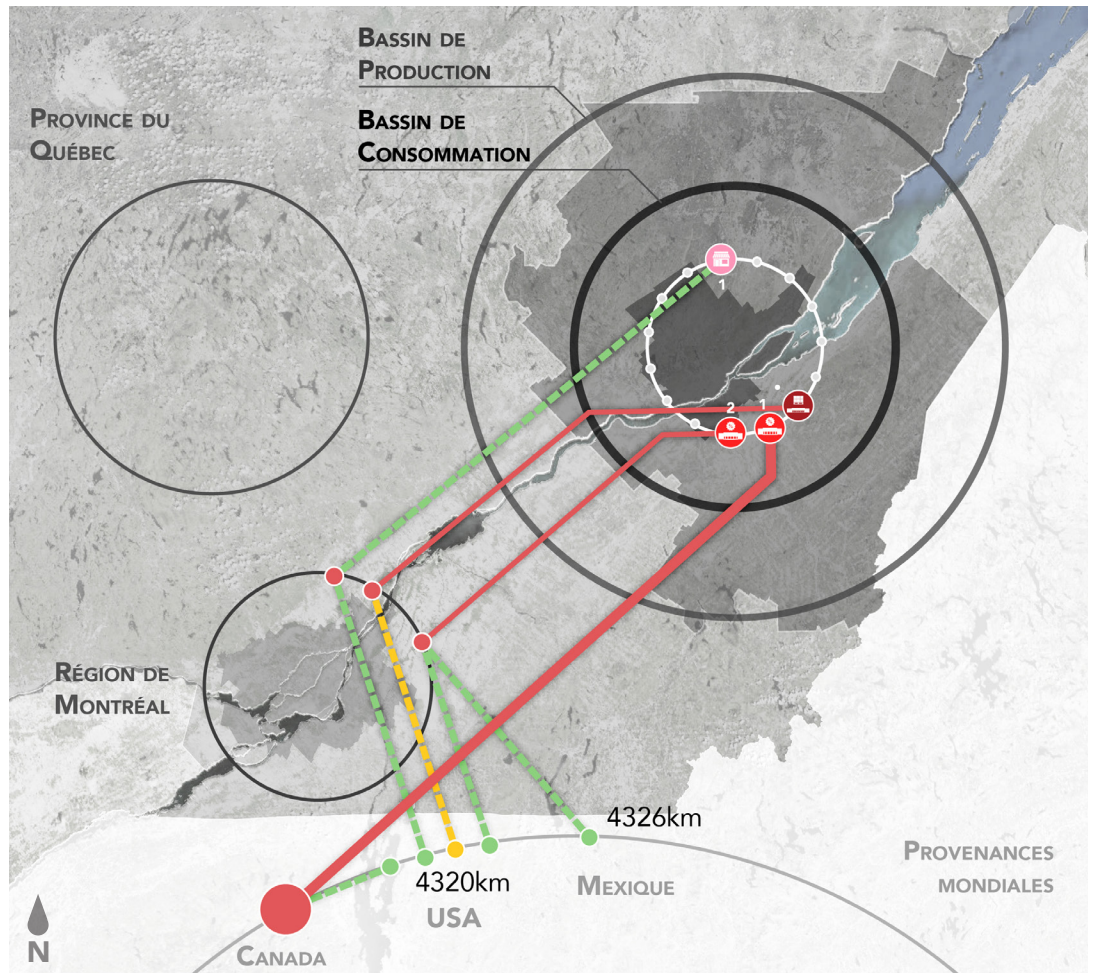 Bassin de
Production
Province du
Québec
Bassin de
Consommation
1
2
1
Région de
Montréal
4326km
4320km
Provenances
mondiales
Mexique
USA
Canada
N